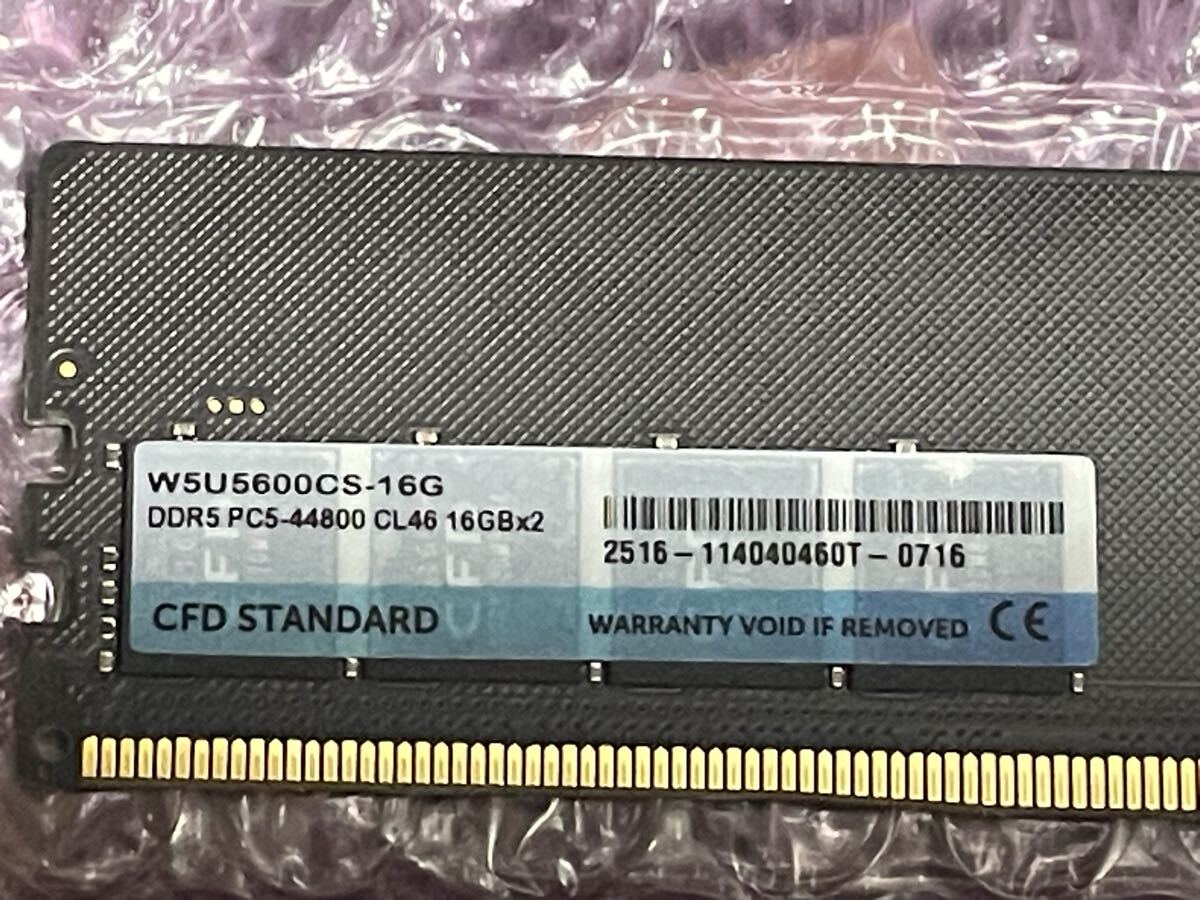 W5U5600CS-16G
DDR5 PC5-44800 CL46 16GBx2
2516-114040460T-0716
CFD STANDARD
WARRANTY VOID IF REMOVED CE